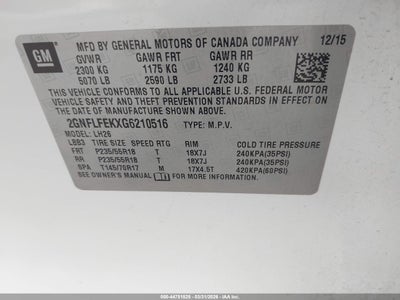 GM
MFD BY GENERAL MOTORS OF CANADA COMPANY 12/15
GVWR GAWR FRT GAWR RR
2300 KG 1175 KG 1240 KG
5070 LB 2590 LB 2733 LB
THIS VEHICLE CONFORMS TO ALL APPLICABLE U.S. FEDERAL MOTOR
VEHICLE SAFETY, BUMPER, AND THEFT PREVENTION STANDARDS
IN EFFECT ON THE DATE OF MANUFACTURE SHOWN ABOVE.
2GNFLFEKXG6210516 TYPE: M.P.V.
LH26
LBB3 TIRE SIZE SPEED RTG RIM COLD TIRE PRESSURE
FRT P235/55R18 T 18X7J 240KPA(35PSI)
RR P235/55R18 T 18X7J 240KPA(35PSI)
SPA T145/70R17 M 17X4.5T 420KPA(60PSI)
SEE OWNER'S MANUAL FOR ADDITIONAL INFORMATION.